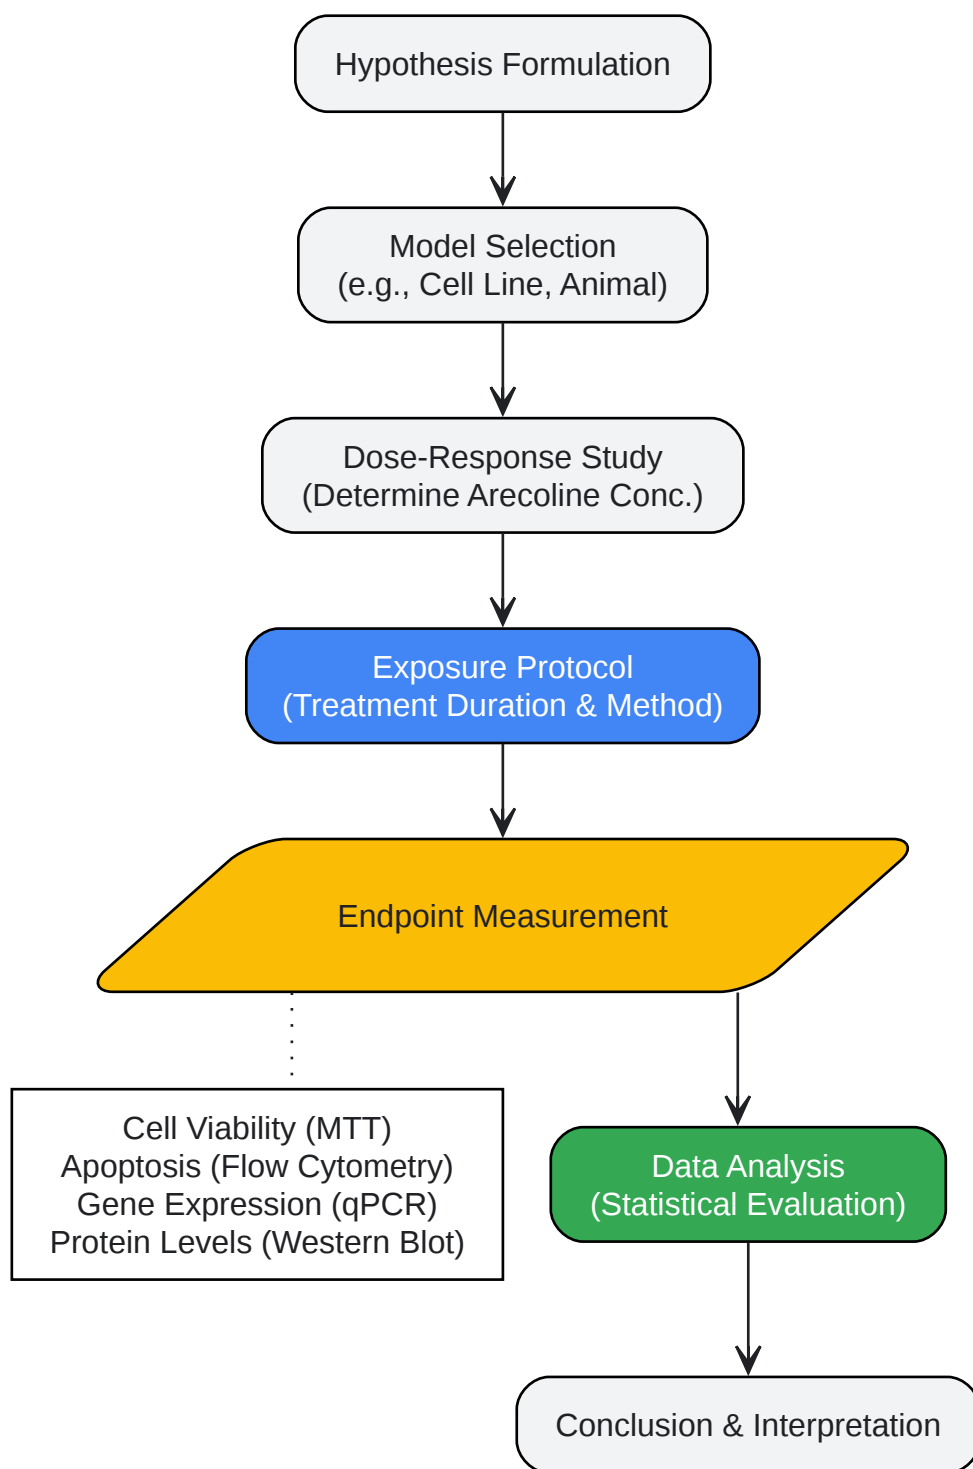 Hypothesis Formulation
Model Selection
(e.g., Cell Line, Animal)
Dose-Response Study
(Determine Arecoline Conc.)
Exposure Protocol
(Treatment Duration & Method)
Endpoint Measurement
Cell Viability (MTT)
Apoptosis (Flow Cytometry)
Gene Expression (qPCR)
Protein Levels (Western Blot)
Data Analysis
(Statistical Evaluation)
Conclusion & Interpretation